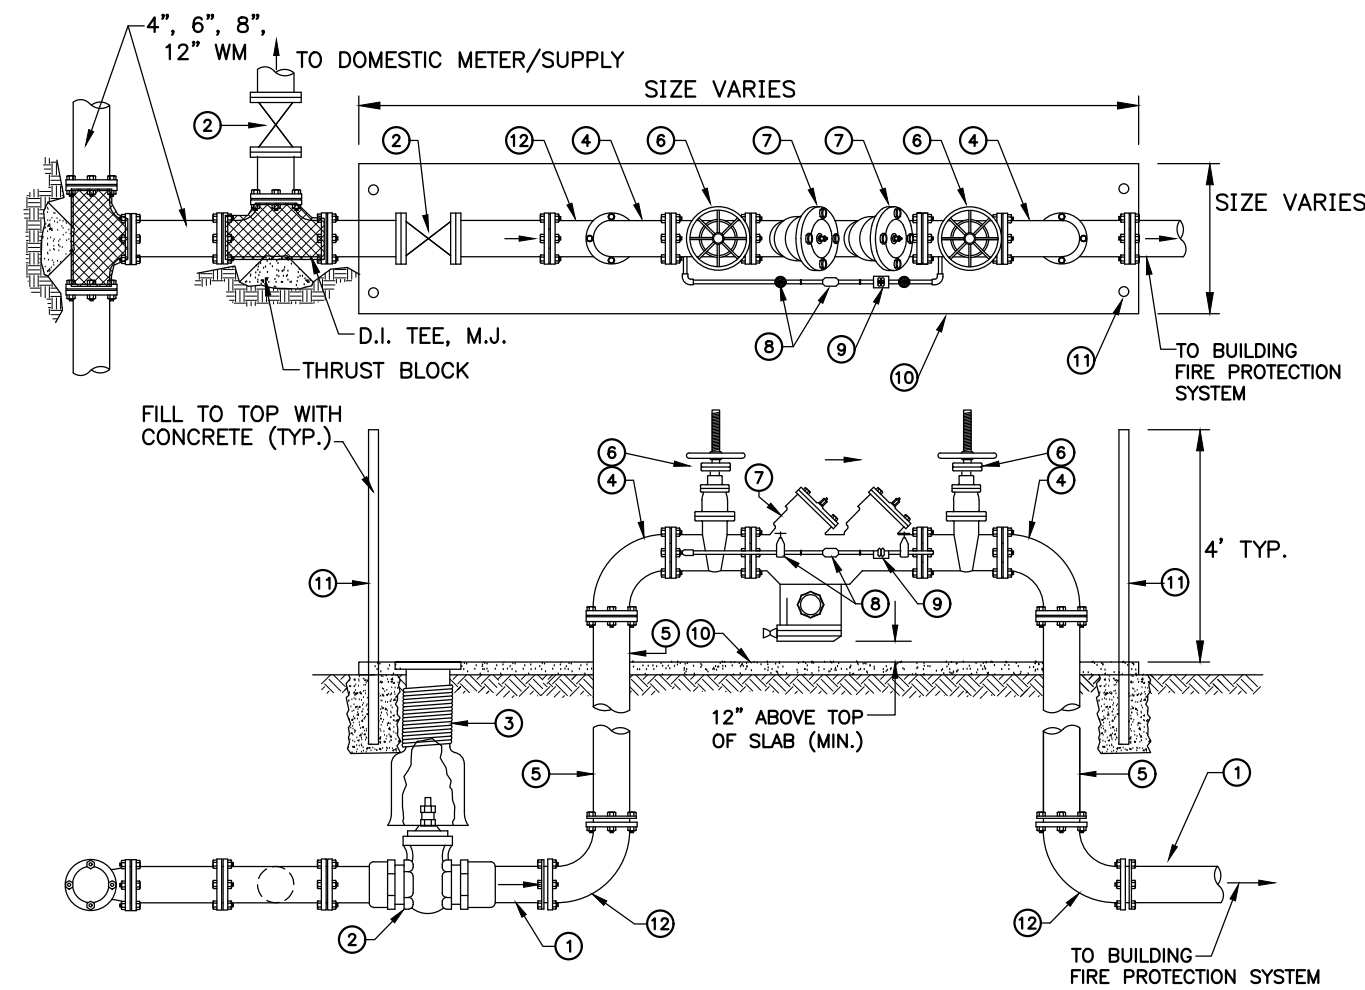 4”, 6”, 8”,
12” WM
TO DOMESTIC METER/SUPPLY
SIZE VARIES
2
2
12
4
6
7
7
6
4
SIZE VARIES
D.I. TEE, M.J.
THRUST BLOCK
8
9
10
11
TO BUILDING
FIRE PROTECTION
SYSTEM
FILL TO TOP WITH
CONCRETE (TYP.)
6
4
7
6
4
4' TYP.
11
11
8
9
5
10
3
12” ABOVE TOP
OF SLAB (MIN.)
5
5
1
2
1
12
12
TO BUILDING
FIRE PROTECTION SYSTEM